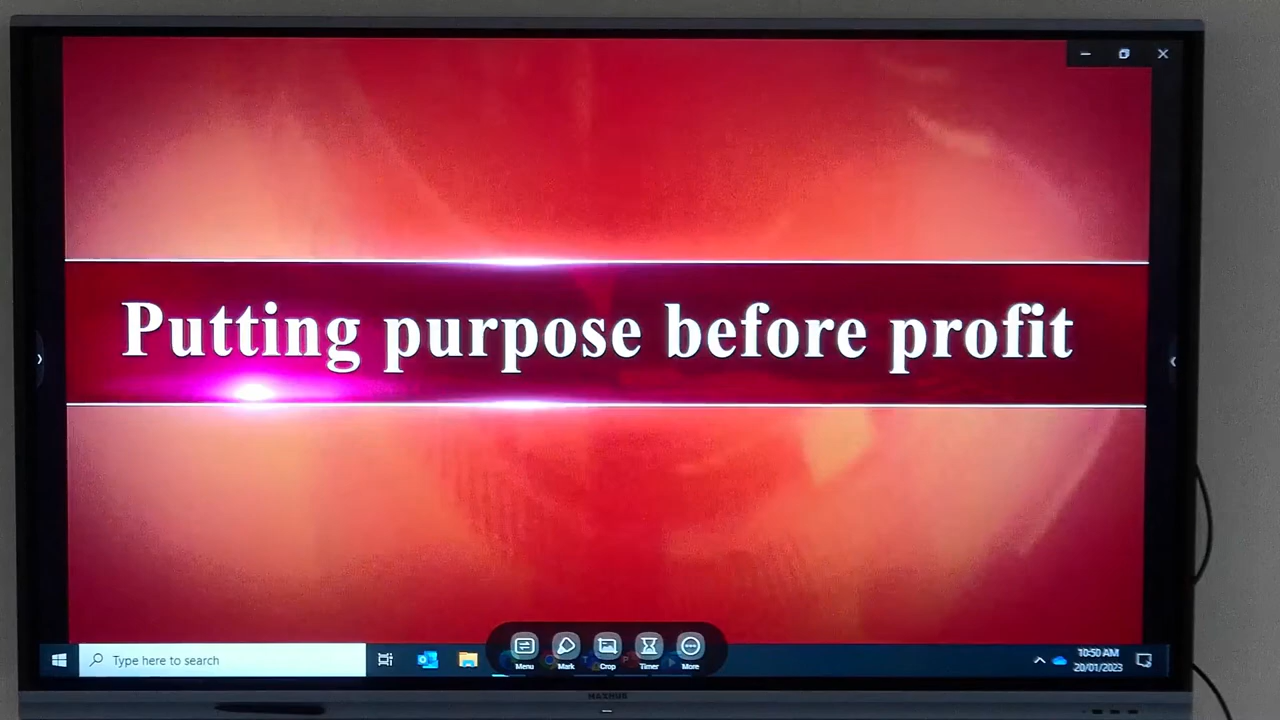 Putting purpose before profit
Type here to search
Menu
Mark
Crop
Timer
More
10:50 AM
20/01/2023
MAXHUB